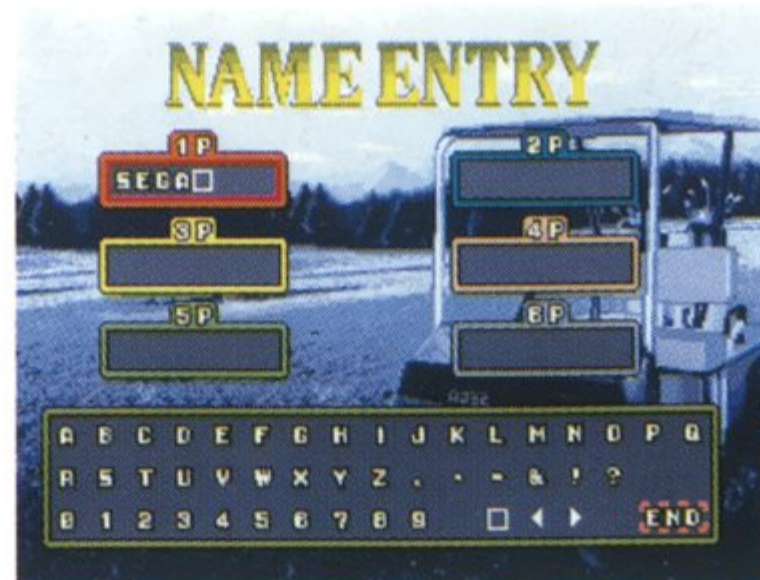 NAME ENTRY
1P 2P
SEGA□
3P 4P
5P 6P
A B C D E F G H I J K L M N O P Q
R S T U V W X Y Z . - = & ! ?
0 1 2 3 4 5 6 7 8 9 □ ◀ ▶ END